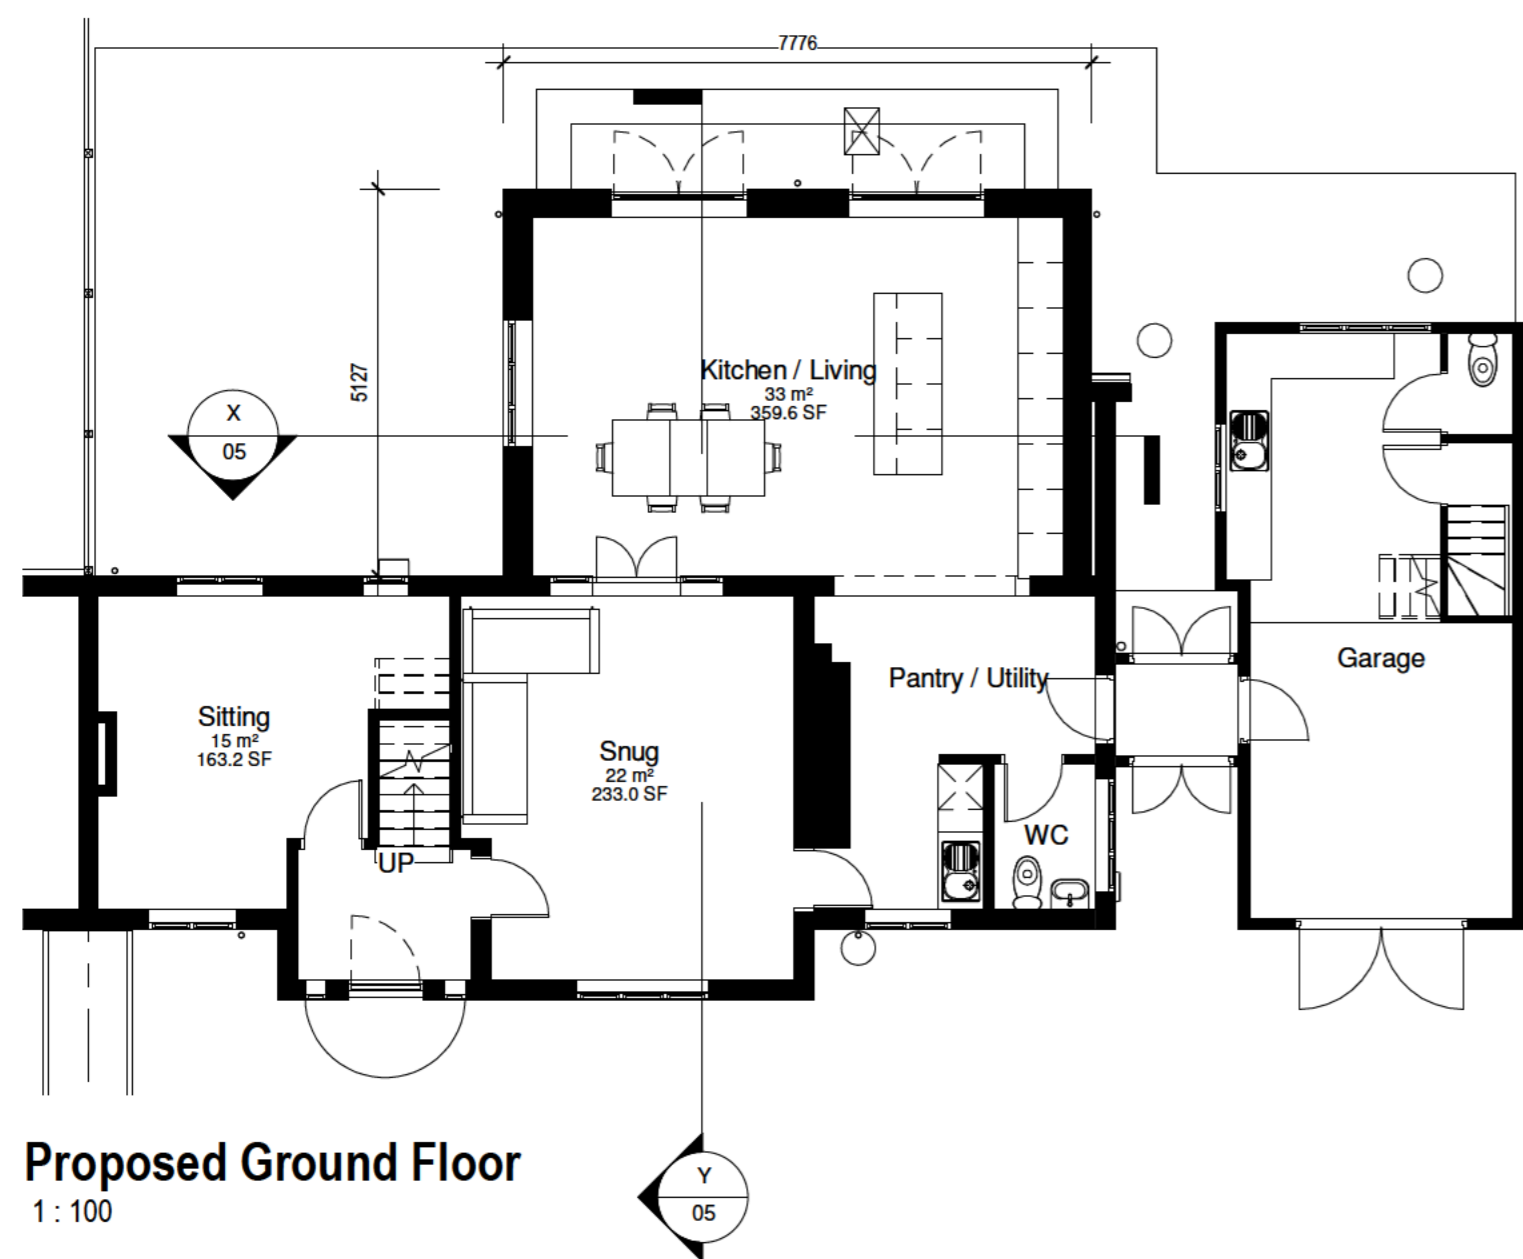 7776
5127
X
05
Kitchen / Living
33 m²
359.6 SF
Garage
Pantry / Utility
Sitting
15 m²
163.2 SF
Snug
22 m²
233.0 SF
WC
UP
Proposed Ground Floor
1 : 100
Y
05